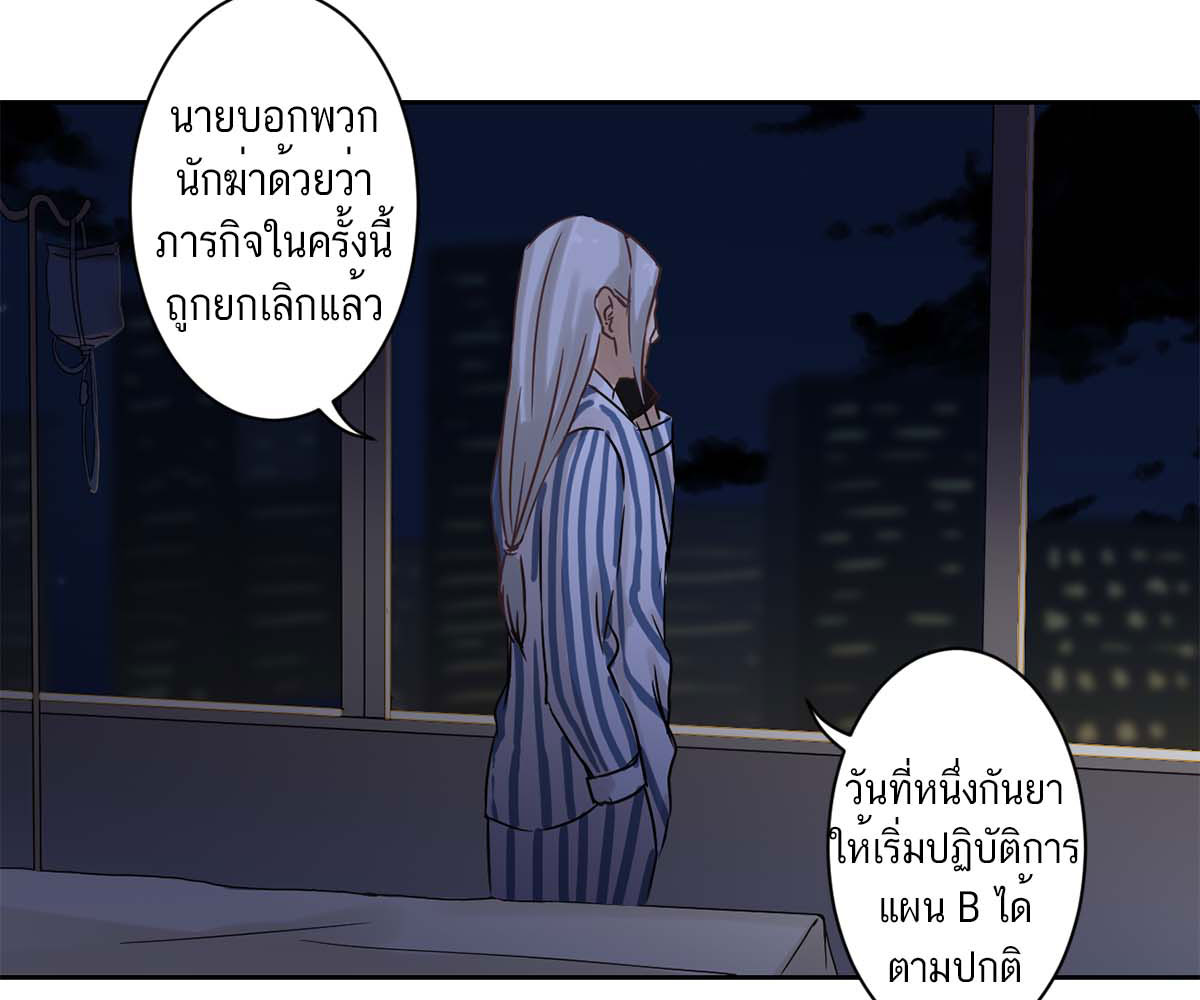 นายบอกพวก
นักฆ่าด้วยว่า
ภารกิจในครั้งนี้
ถูกยกเลิกแล้ว
วันที่หนึ่งกันยา
ให้เริ่มปฏิบัติการ
แผน B ได้
ตามปกติ